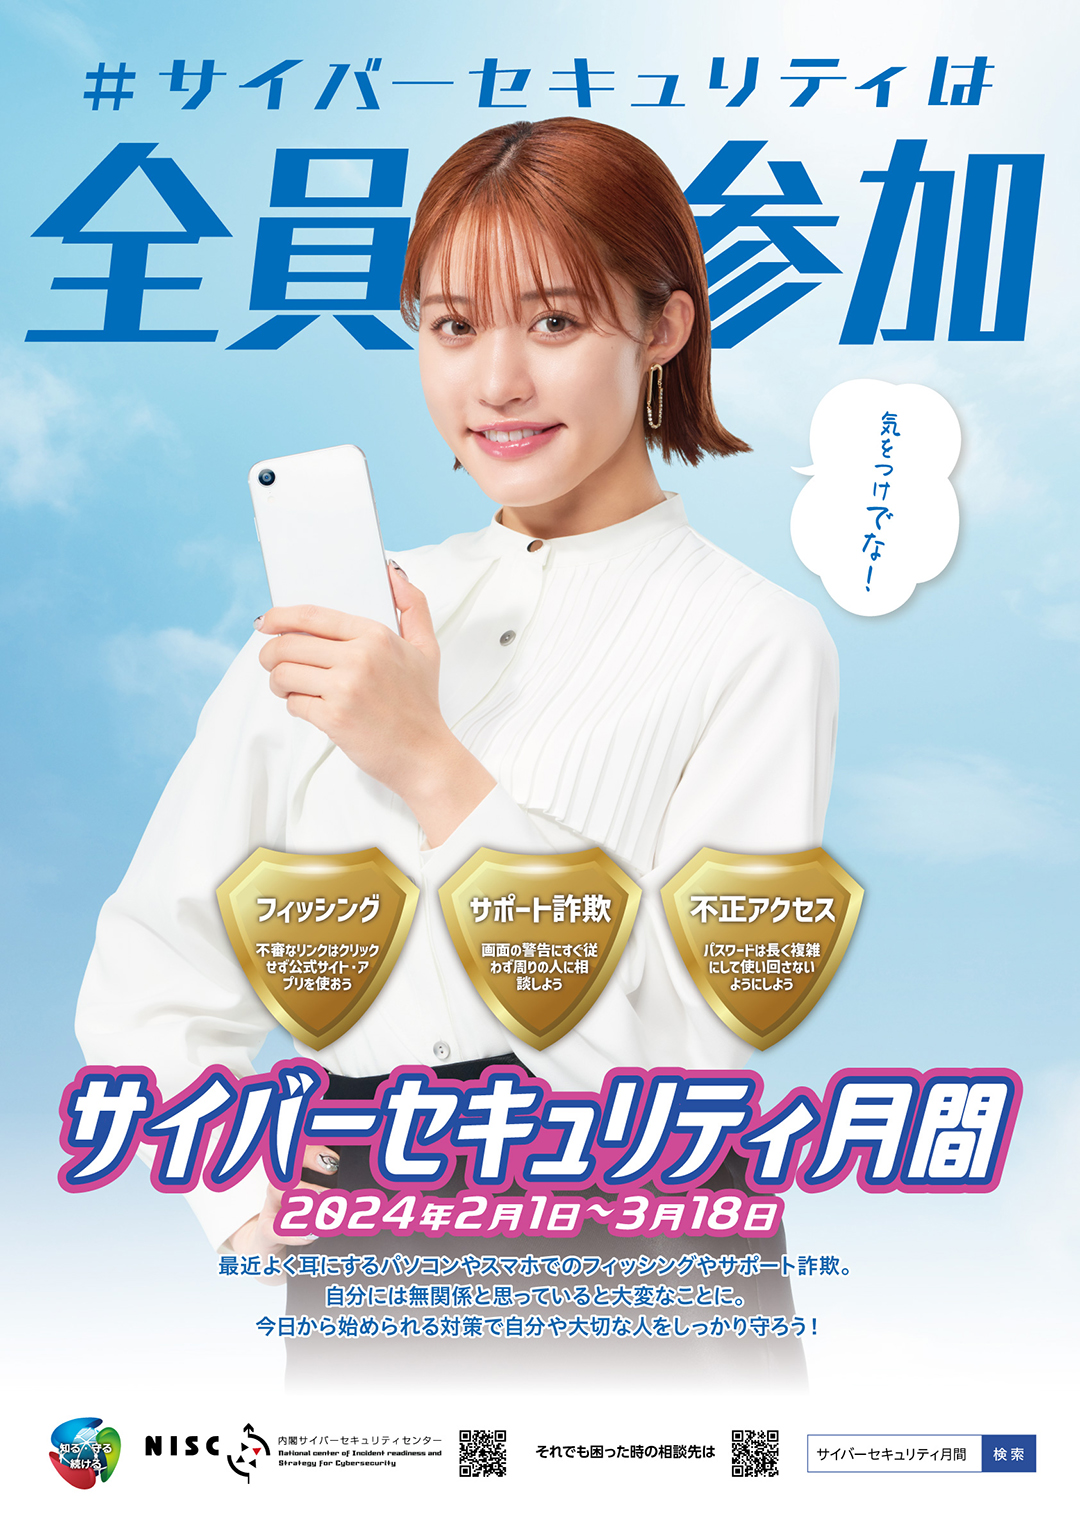 #サイバーセキュリティは
全員参加
気をつけてな!
フィッシング
不審なリンクはクリック
せず公式サイト・ア
プリを使おう
サポート詐欺
画面の警告にすぐ従
わず周りの人に相
談しよう
不正アクセス
パスワードは長く複雑
にして使い回さない
ようにしよう
サイバーセキュリティ月間
2024年2月1日~3月18日
最近よく耳にするパソコンやスマホでのフィッシングやサポート詐欺。
自分には無関係と思っていると大変なことに。
今日から始められる対策で自分や大切な人をしっかり守ろう!
知る・守る
続ける
NISC
内閣サイバーセキュリティセンター
National center of Incident readiness and
Strategy for Cybersecurity
それでも困った時の相談先は
サイバーセキュリティ月間 検索